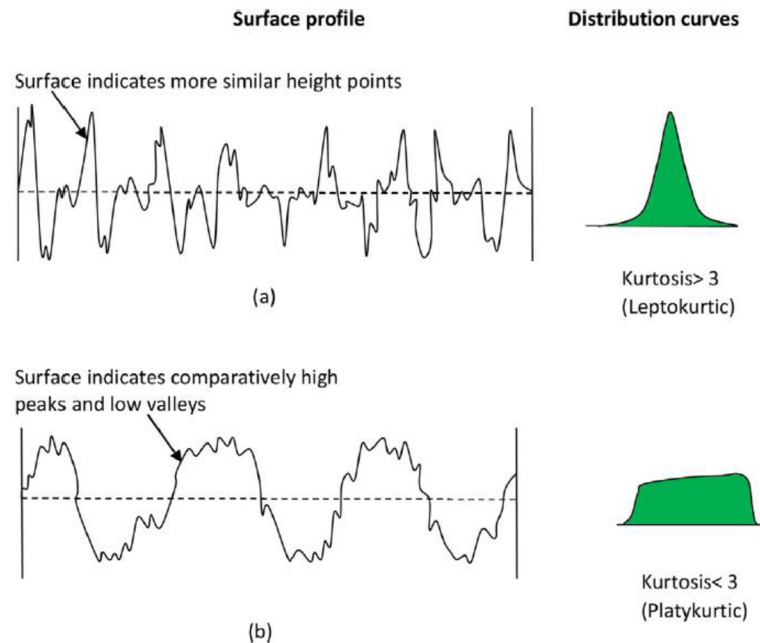 Surface profile
Distribution curves
Surface indicates more similar height points
(a)
Kurtosis> 3
(Leptokurtic)
Surface indicates comparatively high
peaks and low valleys
(b)
Kurtosis< 3
(Platykurtic)